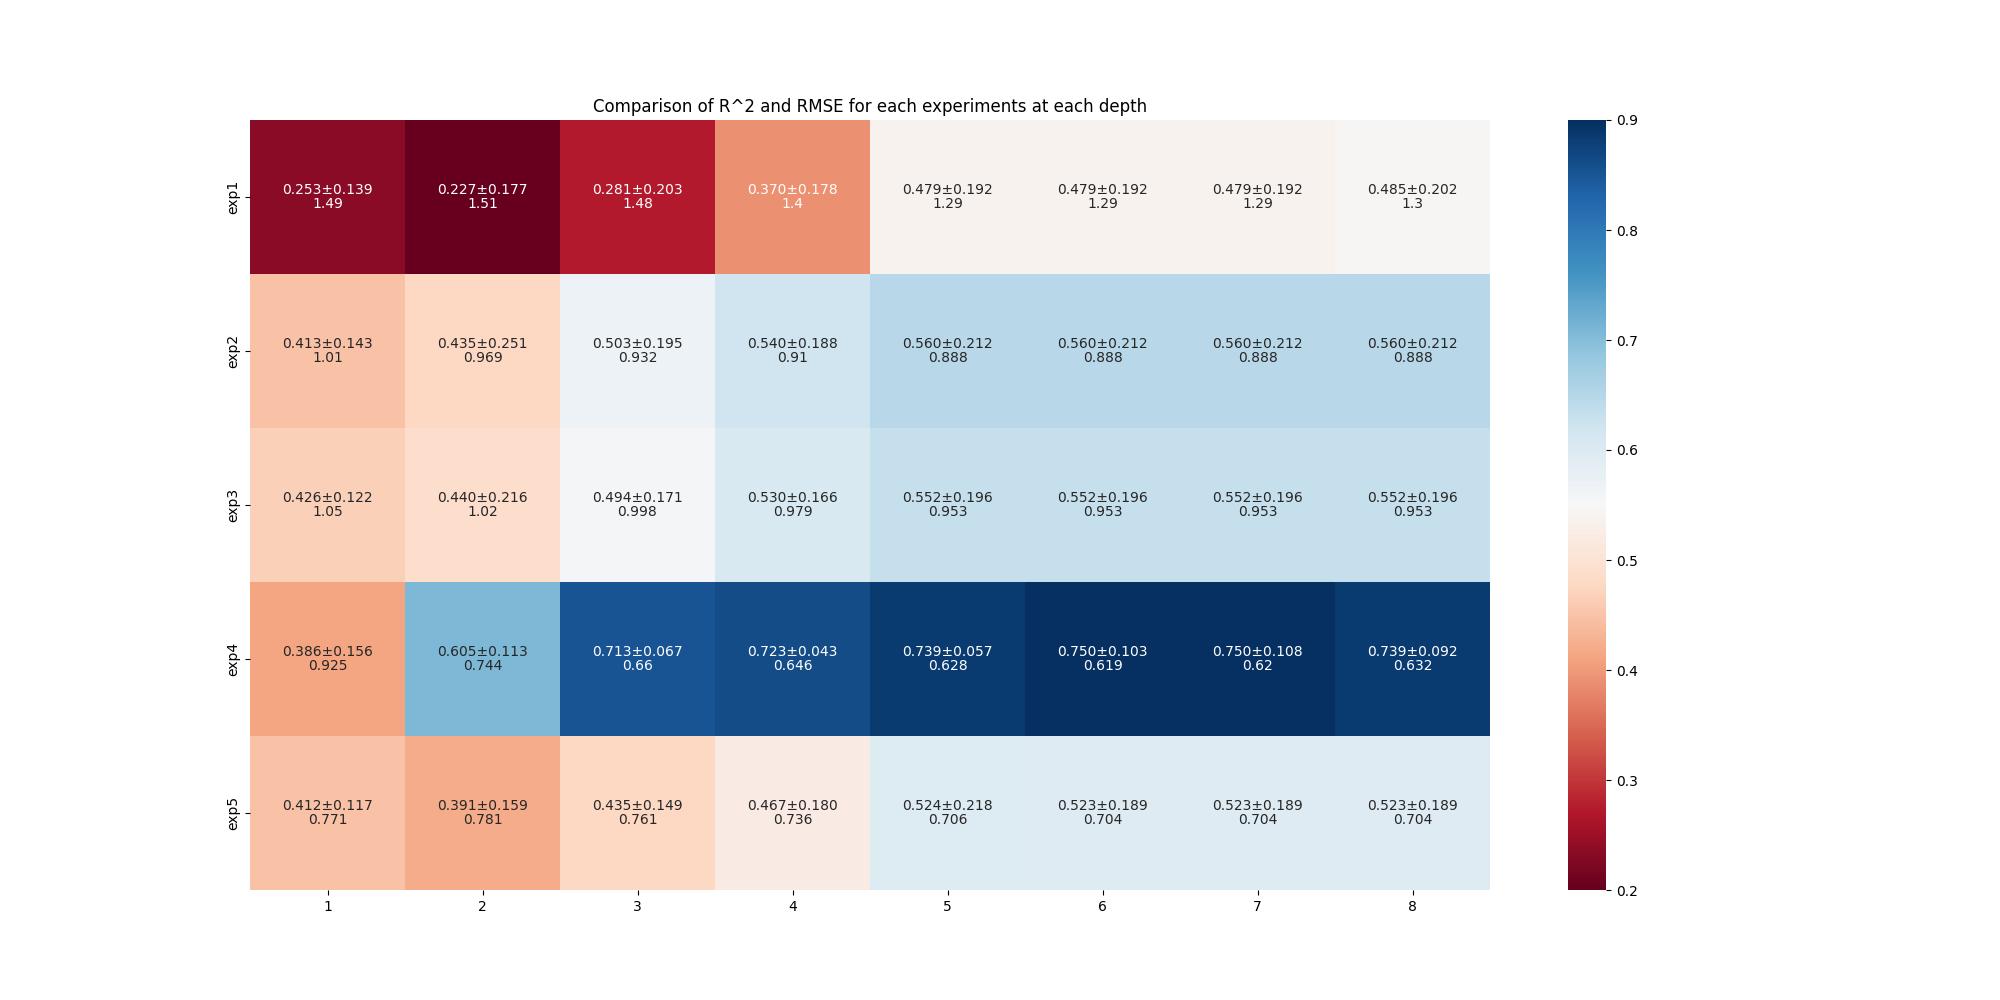 Comparison of R^2 and RMSE for each experiments at each depth
exp1
0.253±0.139 0.227±0.177 0.281±0.203 0.370±0.178 0.479±0.192 0.479±0.192 0.479±0.192 0.485±0.202
1.49 1.51 1.48 1.4 1.29 1.29 1.29 1.3
exp2
0.413±0.143 0.435±0.251 0.503±0.195 0.540±0.188 0.560±0.212 0.560±0.212 0.560±0.212 0.560±0.212
1.01 0.969 0.932 0.91 0.888 0.888 0.888 0.888
exp3
0.426±0.122 0.440±0.216 0.494±0.171 0.530±0.166 0.552±0.196 0.552±0.196 0.552±0.196 0.552±0.196
1.05 1.02 0.998 0.979 0.953 0.953 0.953 0.953
exp4
0.386±0.156 0.605±0.113 0.713±0.067 0.723±0.043 0.739±0.057 0.750±0.103 0.750±0.108 0.739±0.092
0.925 0.744 0.66 0.646 0.628 0.619 0.62 0.632
exp5
0.412±0.117 0.391±0.159 0.435±0.149 0.467±0.180 0.524±0.218 0.523±0.189 0.523±0.189 0.523±0.189
0.771 0.781 0.761 0.736 0.706 0.704 0.704 0.704
1 2 3 4 5 6 7 8
0.9
0.8
0.7
0.6
0.5
0.4
0.3
0.2